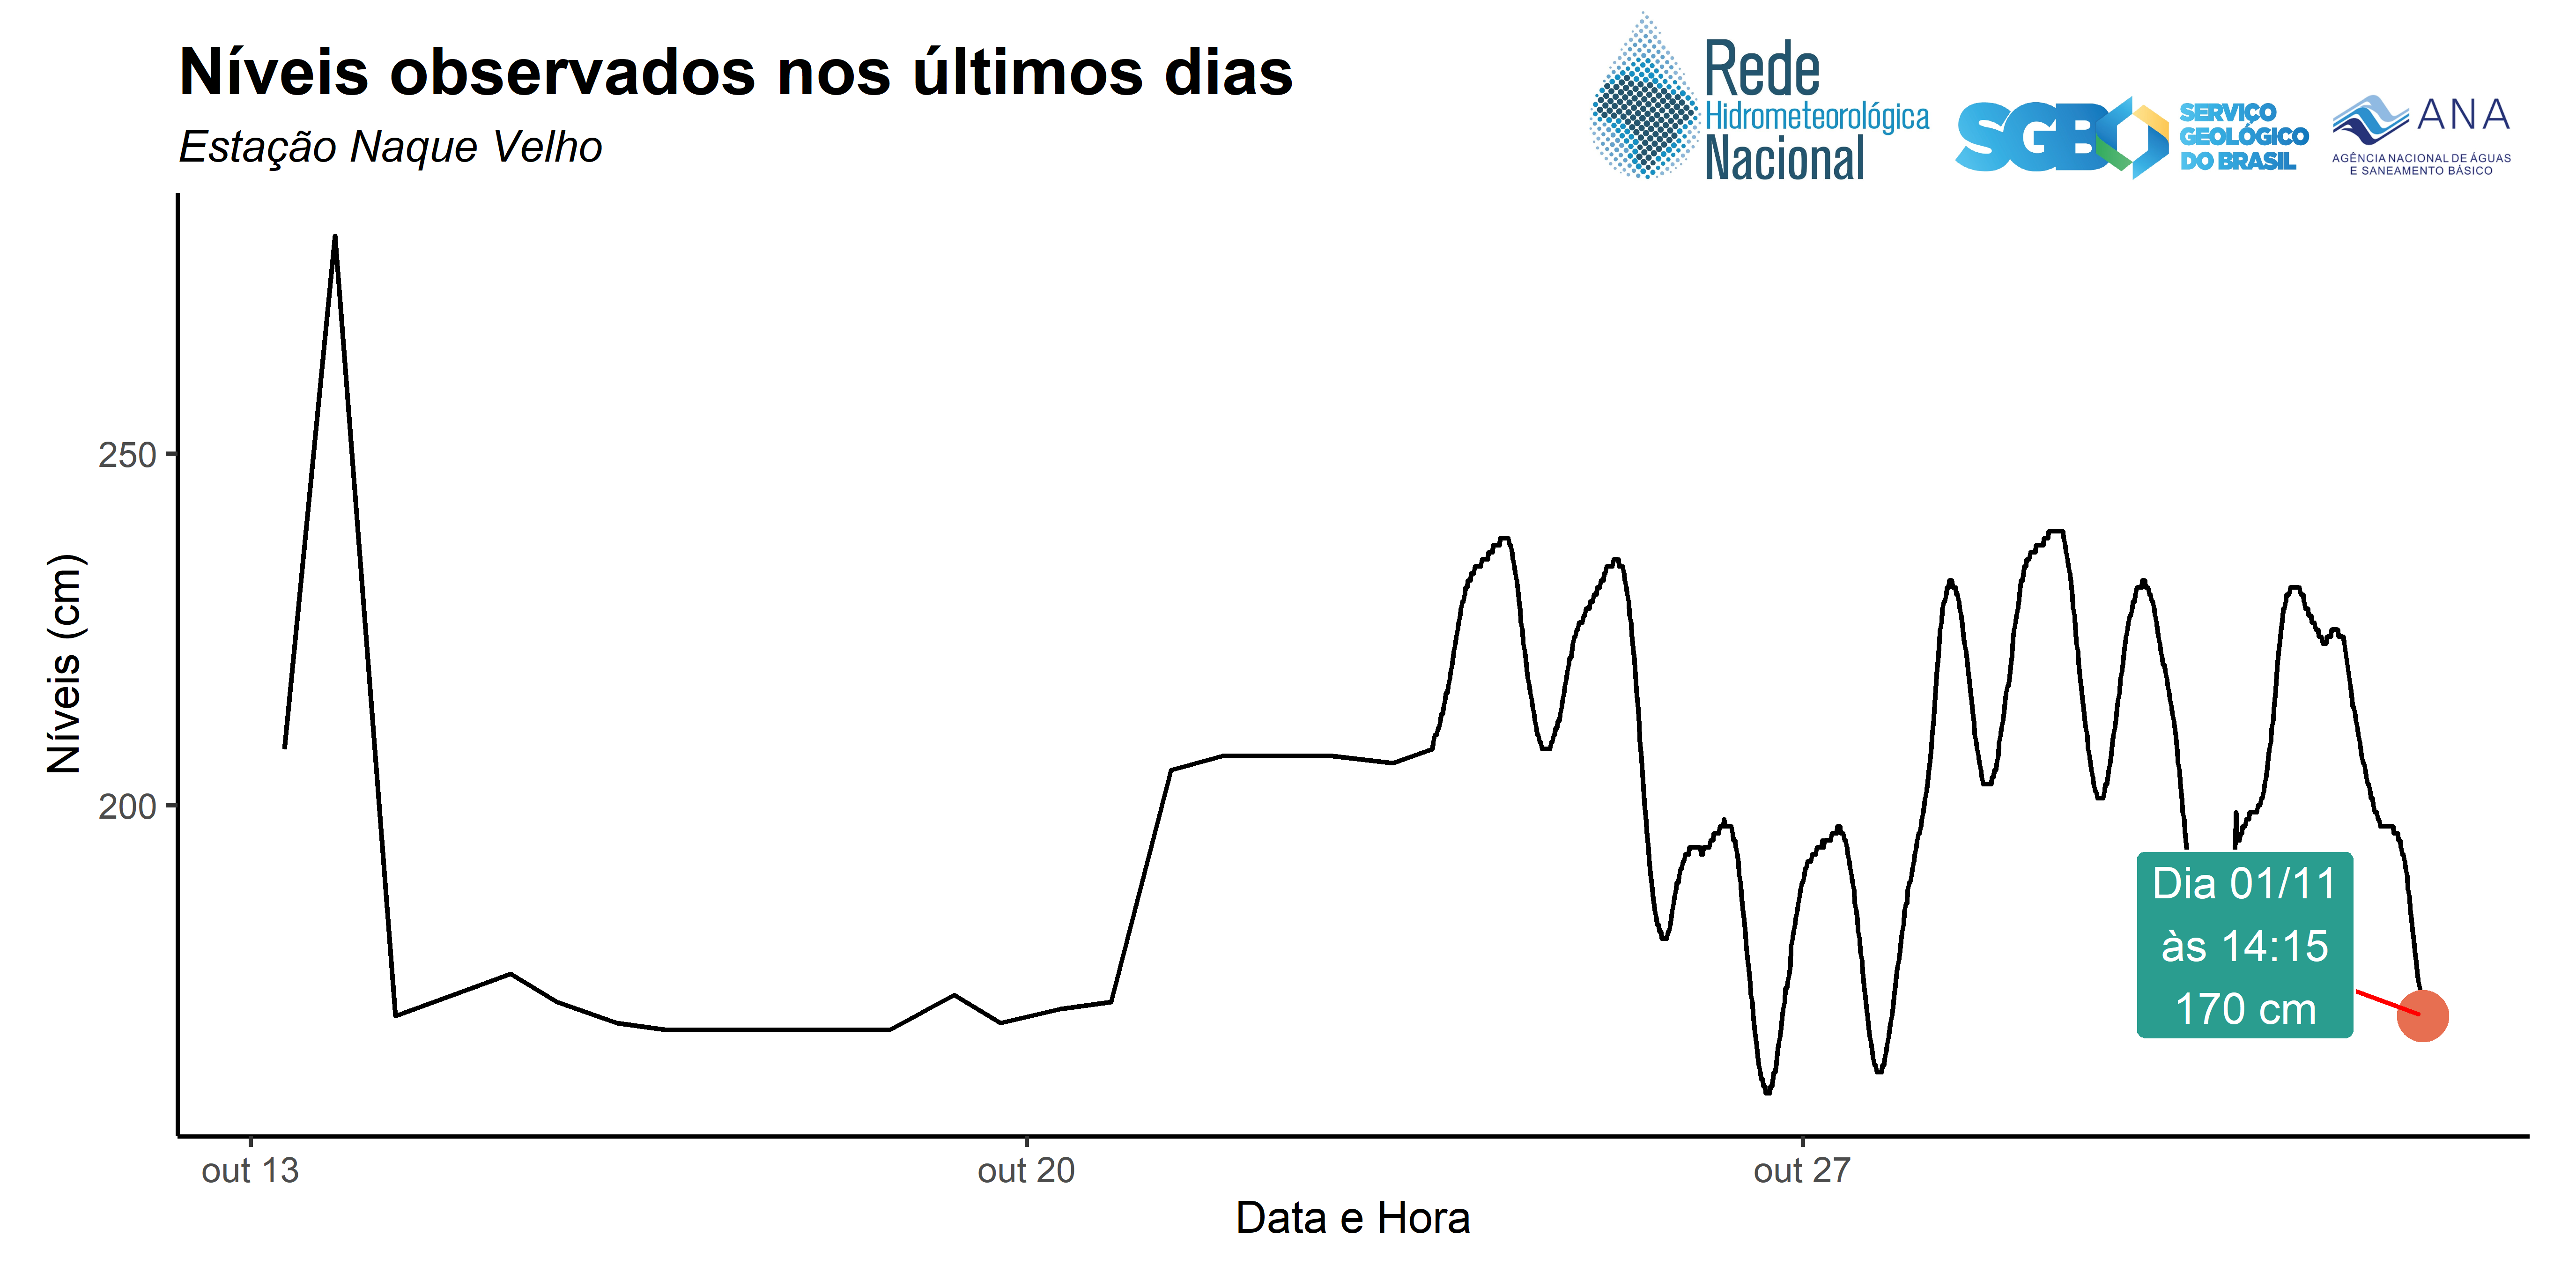 Níveis observados nos últimos dias
Estação Naque Velho
Rede
Hidrometeorológica
Nacional
SGB
SERVIÇO
GEOLÓGICO
DO BRASIL
ANA
AGÊNCIA NACIONAL DE ÁGUAS
E SANEAMENTO BÁSICO
Níveis (cm)
250
200
Dia 01/11
às 14:15
170 cm
out 13
out 20
out 27
Data e Hora